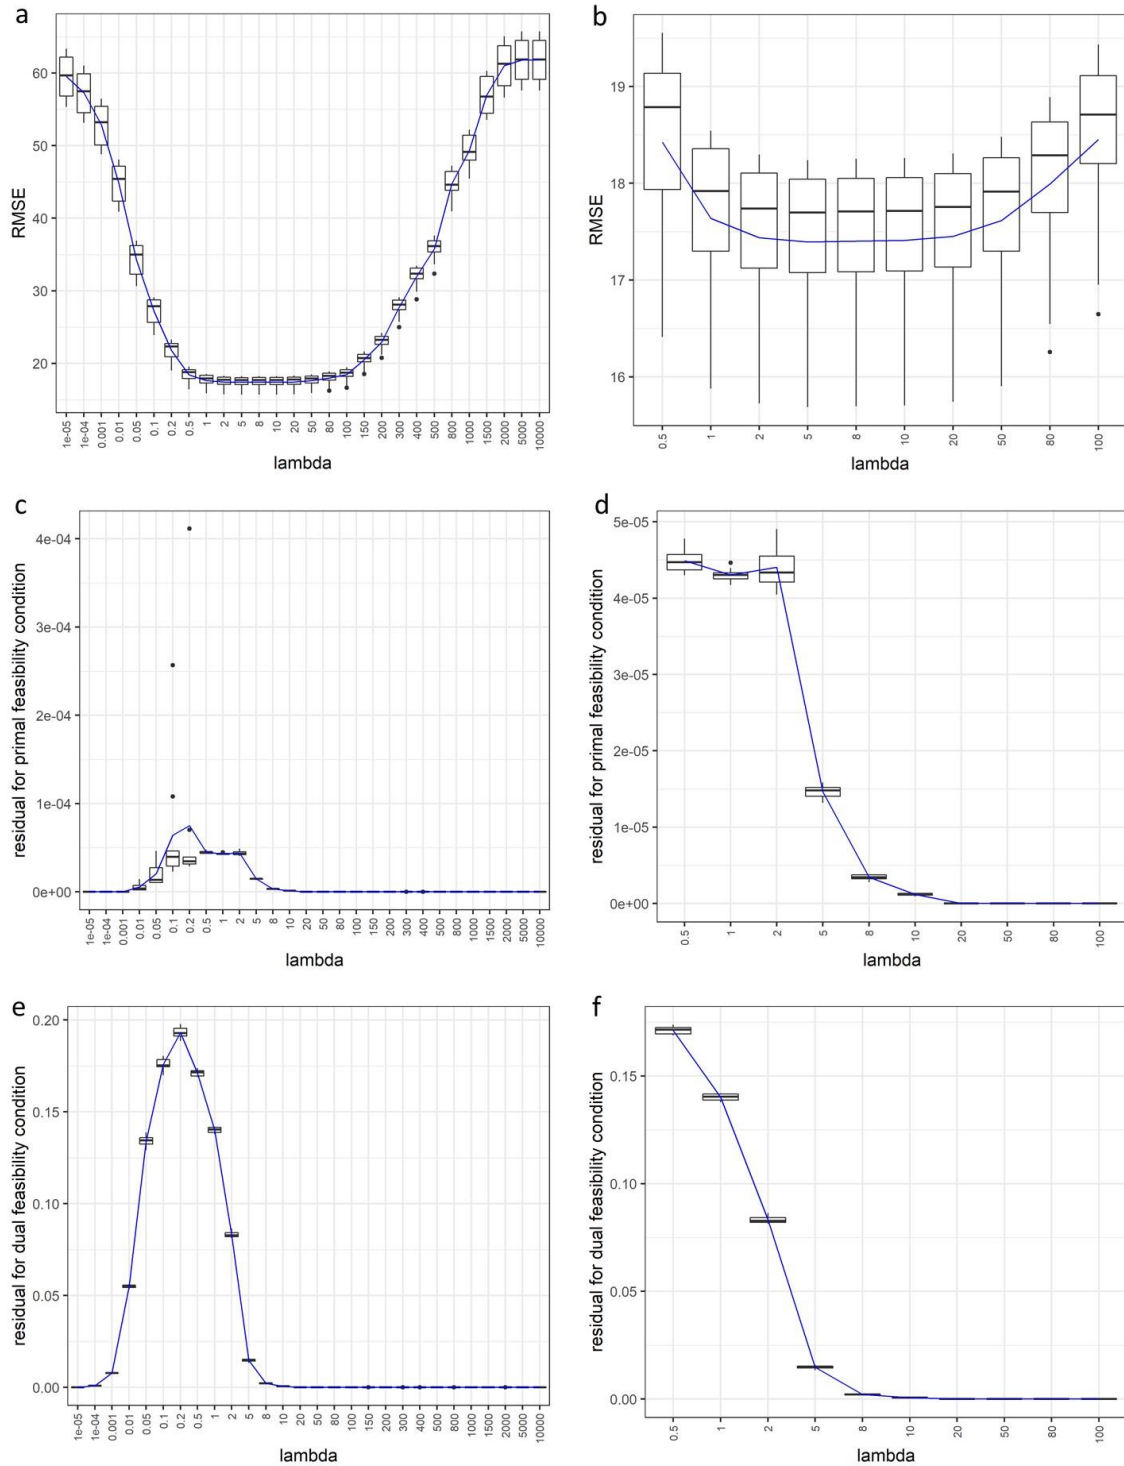 a
60
50
40
30
20
RMSE
1e-05 1e-04 0.001 0.01 0.05 0.1 0.2 0.5 1 2 5 8 10 20 50 80 100 150 200 300 400 500 800 1000 1500 2000 5000 10000
lambda
b
19
18
17
16
RMSE
0.5 1 2 5 8 10 20 50 80 100
lambda
c
4e-04
3e-04
2e-04
1e-04
0e+00
residual for primal feasibility condition
1e-05 1e-04 0.001 0.01 0.05 0.1 0.2 0.5 1 2 5 8 10 20 50 80 100 150 200 300 400 500 800 1000 1500 2000 5000 10000
lambda
d
5e-05
4e-05
3e-05
2e-05
1e-05
0e+00
residual for primal feasibility condition
0.5 1 2 5 8 10 20 50 80 100
lambda
e
0.20
0.15
0.10
0.05
0.00
residual for dual feasibility condition
1e-05 1e-04 0.001 0.01 0.05 0.1 0.2 0.5 1 2 5 8 10 20 50 80 100 150 200 300 400 500 800 1000 1500 2000 5000 10000
lambda
f
0.15
0.10
0.05
0.00
residual for dual feasibility condition
0.5 1 2 5 8 10 20 50 80 100
lambda